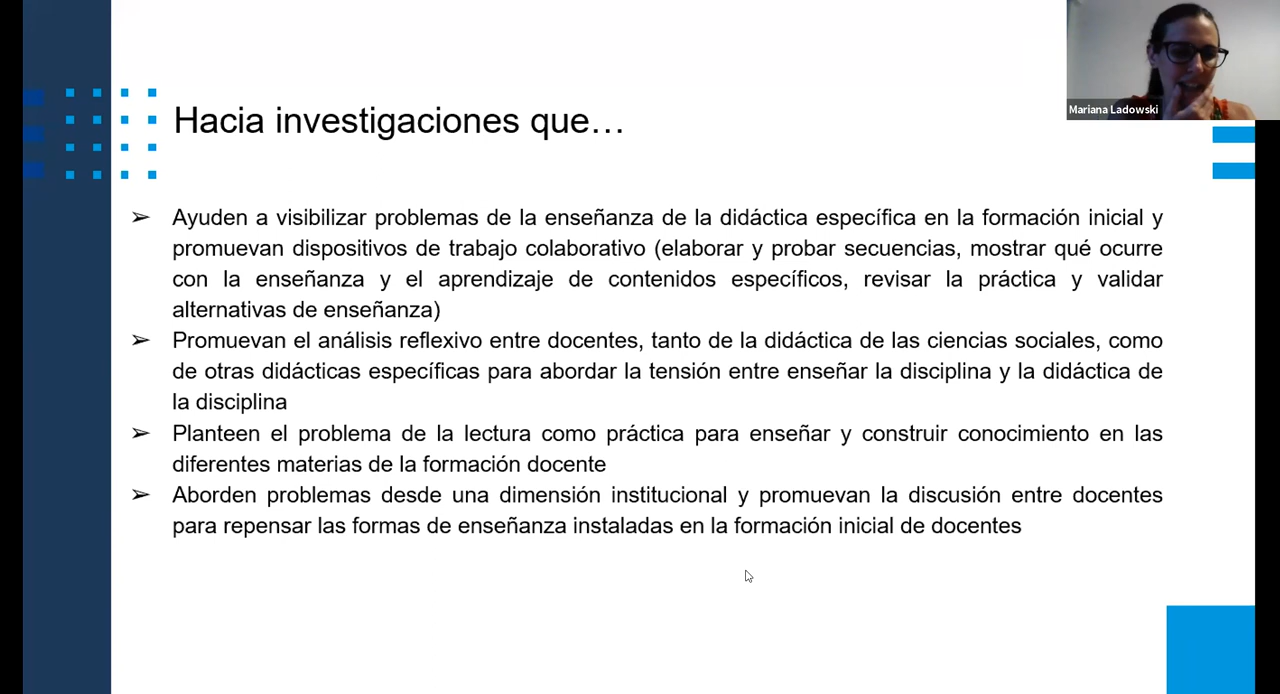 Mariana Ladowski
Hacia investigaciones que…
➢ Ayuden a visibilizar problemas de la enseñanza de la didáctica específica en la formación inicial y
promuevan dispositivos de trabajo colaborativo (elaborar y probar secuencias, mostrar qué ocurre
con la enseñanza y el aprendizaje de contenidos específicos, revisar la práctica y validar
alternativas de enseñanza)
➢ Promuevan el análisis reflexivo entre docentes, tanto de la didáctica de las ciencias sociales, como
de otras didácticas específicas para abordar la tensión entre enseñar la disciplina y la didáctica de
la disciplina
➢ Planteen el problema de la lectura como práctica para enseñar y construir conocimiento en las
diferentes materias de la formación docente
➢ Aborden problemas desde una dimensión institucional y promuevan la discusión entre docentes
para repensar las formas de enseñanza instaladas en la formación inicial de docentes